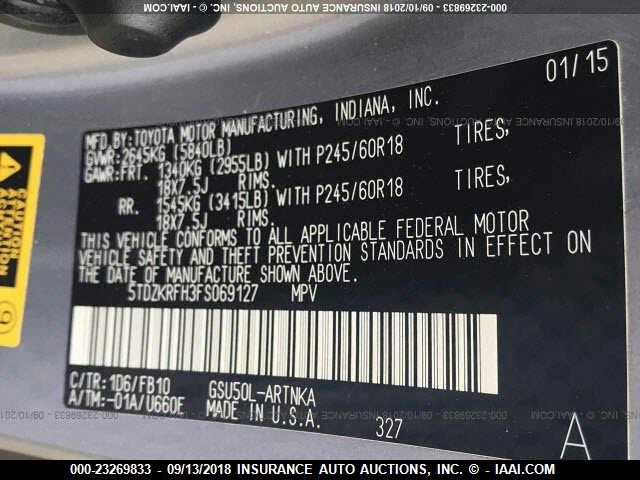 000-23269833 | 09/10/2018 INSURANCE AUTO AUCTIONS, INC. © - IAAI.COM
01/15
MFD.BY:TOYOTA MOTOR MANUFACTURING, INDIANA, INC.
GVWR:2645KG (5840LB)
GAWR:FRT. 1340KG (2955LB) WITH P245/60R18 TIRES,
18X7.5J RIMS.
RR. 1545KG (3415LB) WITH P245/60R18 TIRES,
18X7.5J RIMS.
THIS VEHICLE CONFORMS TO ALL APPLICABLE FEDERAL MOTOR
VEHICLE SAFETY AND THEFT PREVENTION STANDARDS IN EFFECT ON
THE DATE OF MANUFACTURE SHOWN ABOVE.
5TDZKRFH3FS069127 MPV
C/TR: 1D6/FB10 GSU50L-ARTNKA
A/TM:-01A/U660F MADE IN U.S.A.
327
A
000-23269833 - 09/13/2018 INSURANCE AUTO AUCTIONS, INC. © - IAAI.COM